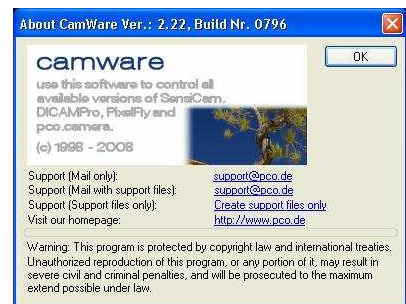 About CamWare Ver.: 2.22, Build Nr. 0796
OK
camware
use this software to control all
available versions of SensiCam,
DICAMPro, PixelFly and
pco.camera.
(c) 1998 - 2008
Support (Mail only): support@pco.de
Support (Mail with support files): support@pco.de
Support (Support files only): Create support files only
Visit our homepage: http://www.pco.de
Warning: This program is protected by copyright law and international treaties.
Unauthorized reproduction of this program, or any portion of it, may result in
severe civil and criminal penalties, and will be prosecuted to the maximum
extend possible under law.